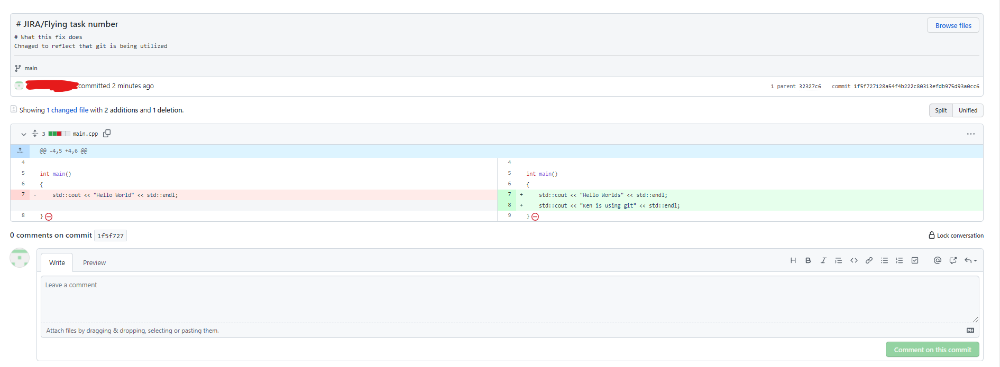 # JIRA/Flying task number
Browse files
# What this fix does
Chnaged to reflect that git is being utilized
main
committed 2 minutes ago
1 parent 32327c6 commit 1f5f727128a54f4b222c80313efdb975d93a0cc6
Showing 1 changed file with 2 additions and 1 deletion.
Split Unified
3 main.cpp
@@ -4,5 +4,6 @@
4 4
5 int main() 5 int main()
6 { 6 {
7 - std::cout << "Hello World" << std::endl; 7 + std::cout << "Hello Worlds" << std::endl;
8 + std::cout << "Ken is using git" << std::endl;
8 } 9 }
0 comments on commit 1f5f727
Lock conversation
Write Preview
Leave a comment
Attach files by dragging & dropping, selecting or pasting them.
Comment on this commit